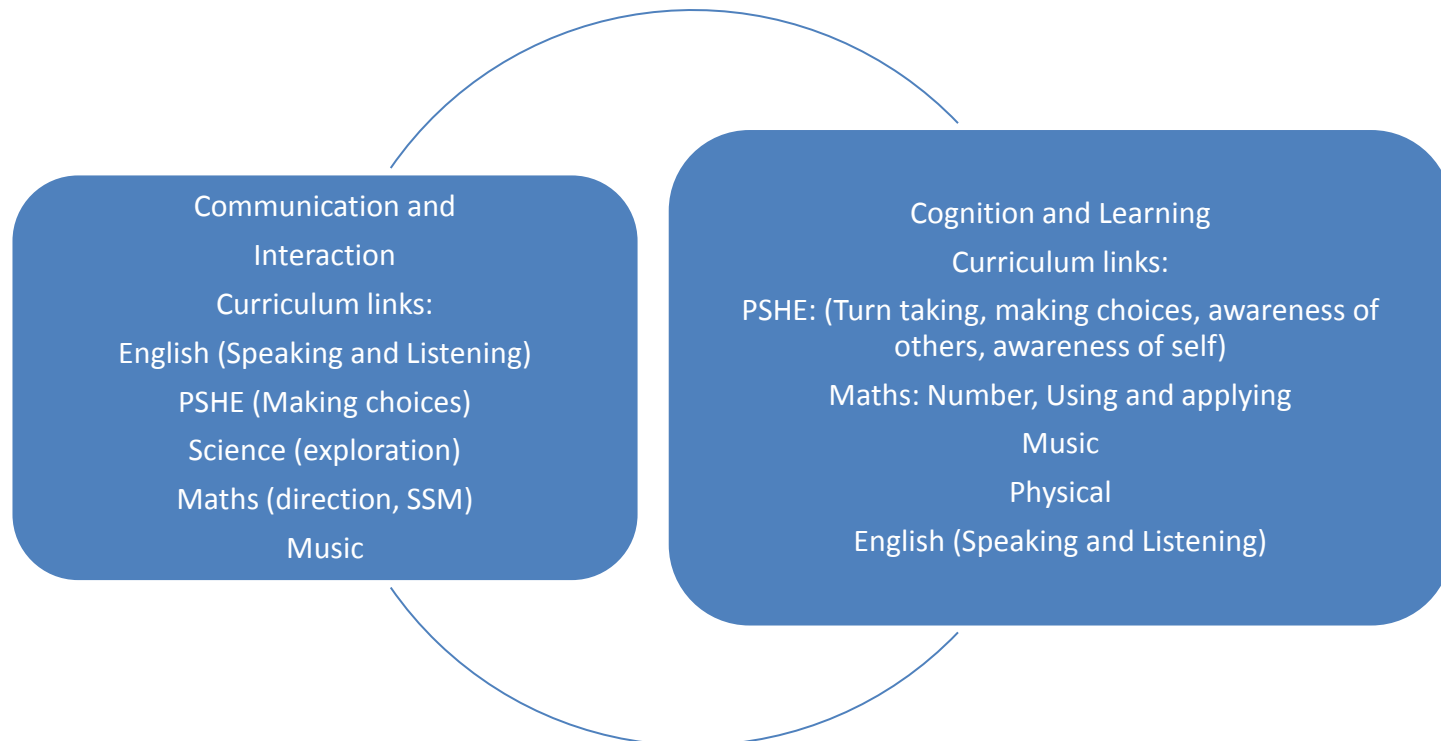 Communication and
Interaction
Curriculum links:
English (Speaking and Listening)
PSHE (Making choices)
Science (exploration)
Maths (direction, SSM)
Music
Cognition and Learning
Curriculum links:
PSHE: (Turn taking, making choices, awareness of
others, awareness of self)
Maths: Number, Using and applying
Music
Physical
English (Speaking and Listening)